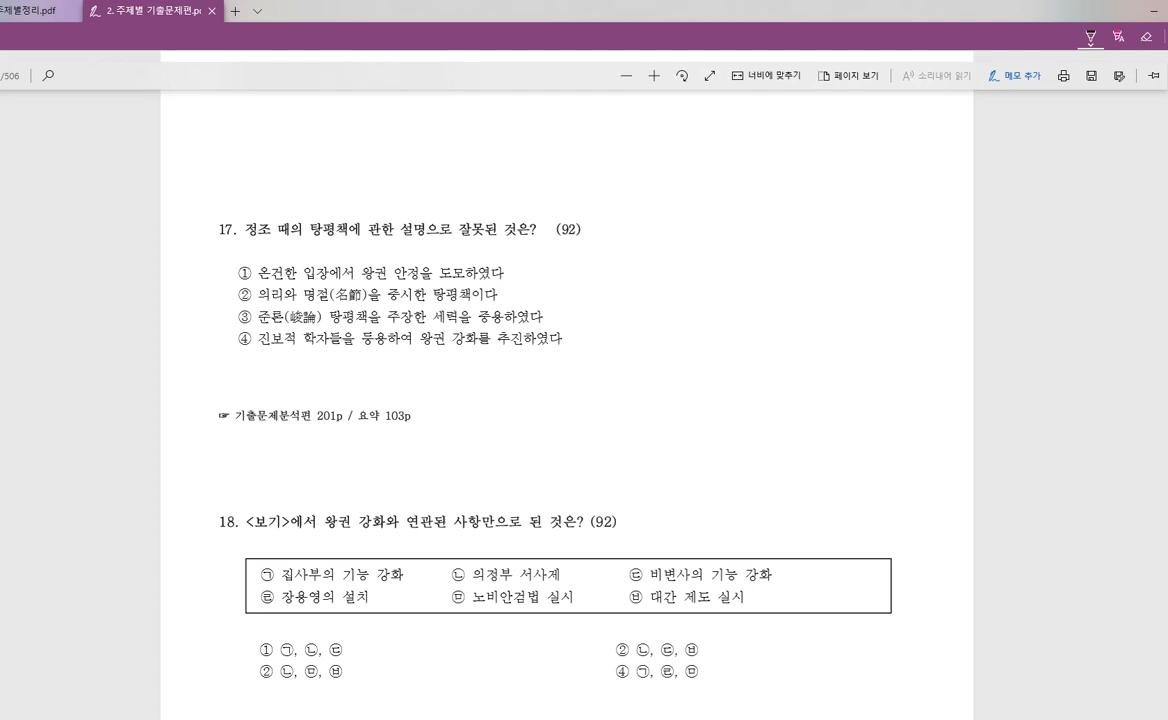 주제별정리.pdf
2. 주제별 기출문제편.p
/506
너비에 맞추기
페이지 보기
소리내어 읽기
메모 추가
17. 정조 때의 탕평책에 관한 설명으로 잘못된 것은? (92)
① 온건한 입장에서 왕권 안정을 도모하였다
② 의리와 명절(名節)을 중시한 탕평책이다
③ 준론(峻論) 탕평책을 주장한 세력을 중용하였다
④ 진보적 학자들을 등용하여 왕권 강화를 추진하였다
☞ 기출문제분석편 201p / 요약 103p
18. <보기>에서 왕권 강화와 연관된 사항만으로 된 것은? (92)
㉠ 집사부의 기능 강화 ㉡ 의정부 서사제 ㉢ 비변사의 기능 강화
㉣ 장용영의 설치 ㉤ 노비안검법 실시 ㉥ 대간 제도 실시
① ㉠, ㉡, ㉢ ② ㉡, ㉢, ㉥
② ㉡, ㉤, ㉥ ④ ㉠, ㉣, ㉤